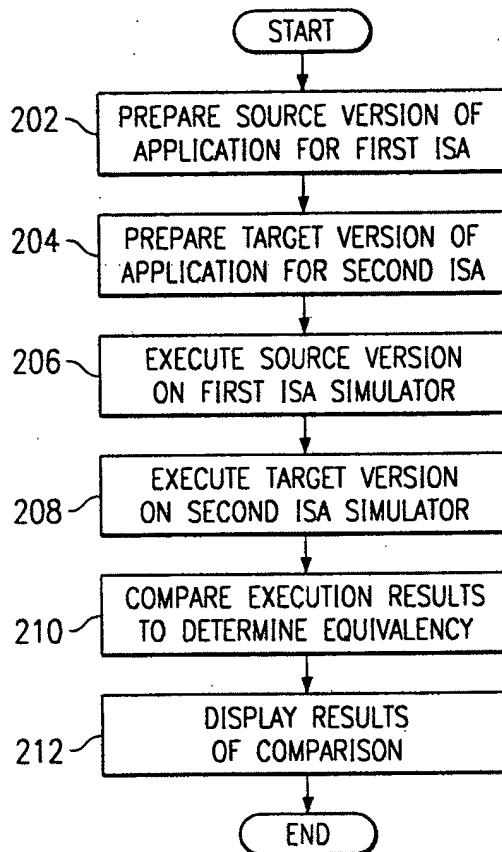 START
202
PREPARE SOURCE VERSION OF
APPLICATION FOR FIRST ISA
204
PREPARE TARGET VERSION OF
APPLICATION FOR SECOND ISA
206
EXECUTE SOURCE VERSION
ON FIRST ISA SIMULATOR
208
EXECUTE TARGET VERSION
ON SECOND ISA SIMULATOR
210
COMPARE EXECUTION RESULTS
TO DETERMINE EQUIVALENCY
212
DISPLAY RESULTS
OF COMPARISON
END